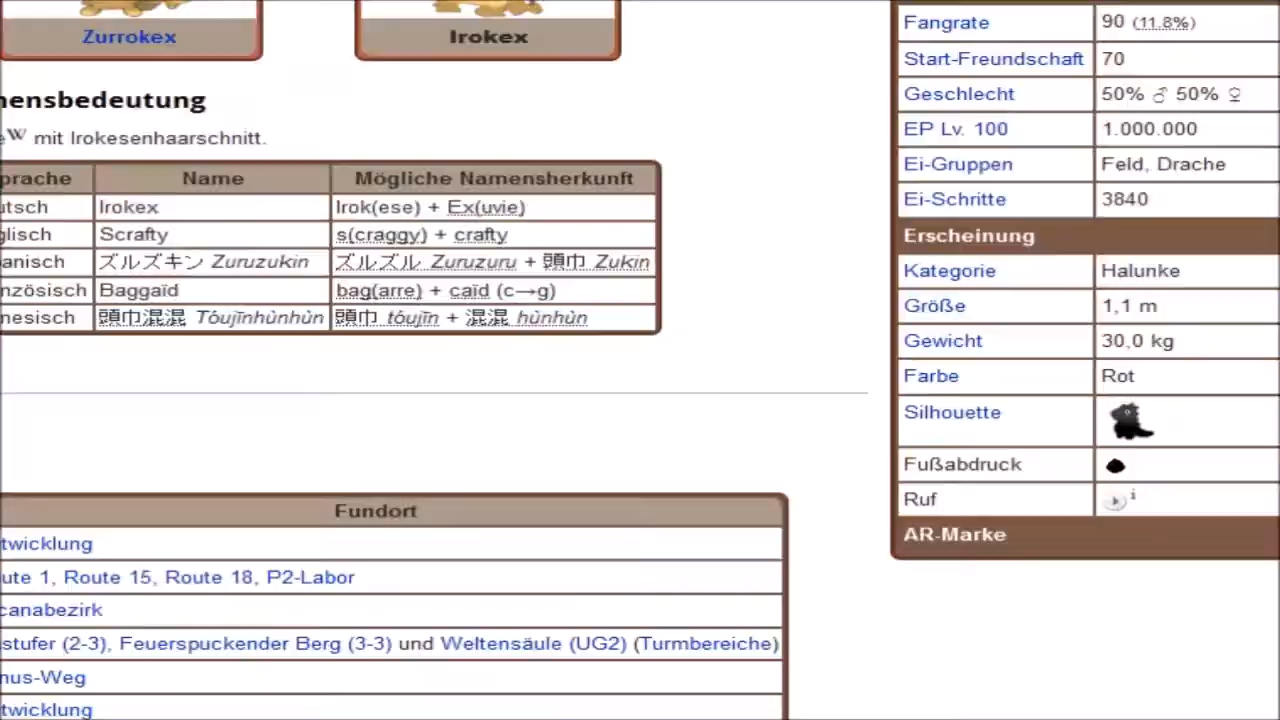 Zurrokex
Irokex
mensbedeutung
W mit Irokesenhaarschnitt.
prache Name Mögliche Namensherkunft
utsch Irokex Irok(ese) + Ex(uvie)
glisch Scrafty s(craggy) + crafty
anisch ズルズキン Zuruzukin ズルズル Zuruzuru + 頭巾 Zukin
nzösisch Baggaïd bag(arre) + caïd (c→g)
nesisch 頭巾混混 Tóujīnhùnhùn 頭巾 tóujīn + 混混 hùnhùn
Fundort
twicklung
ute 1, Route 15, Route 18, P2-Labor
canabezirk
stufer (2-3), Feuerspuckender Berg (3-3) und Weltensäule (UG2) (Turmbereiche)
nus-Weg
twicklung
Fangrate 90 (11.8%)
Start-Freundschaft 70
Geschlecht 50% ♂ 50% ♀
EP Lv. 100 1.000.000
Ei-Gruppen Feld, Drache
Ei-Schritte 3840
Erscheinung
Kategorie Halunke
Größe 1,1 m
Gewicht 30,0 kg
Farbe Rot
Silhouette
Fußabdruck
Ruf i
AR-Marke